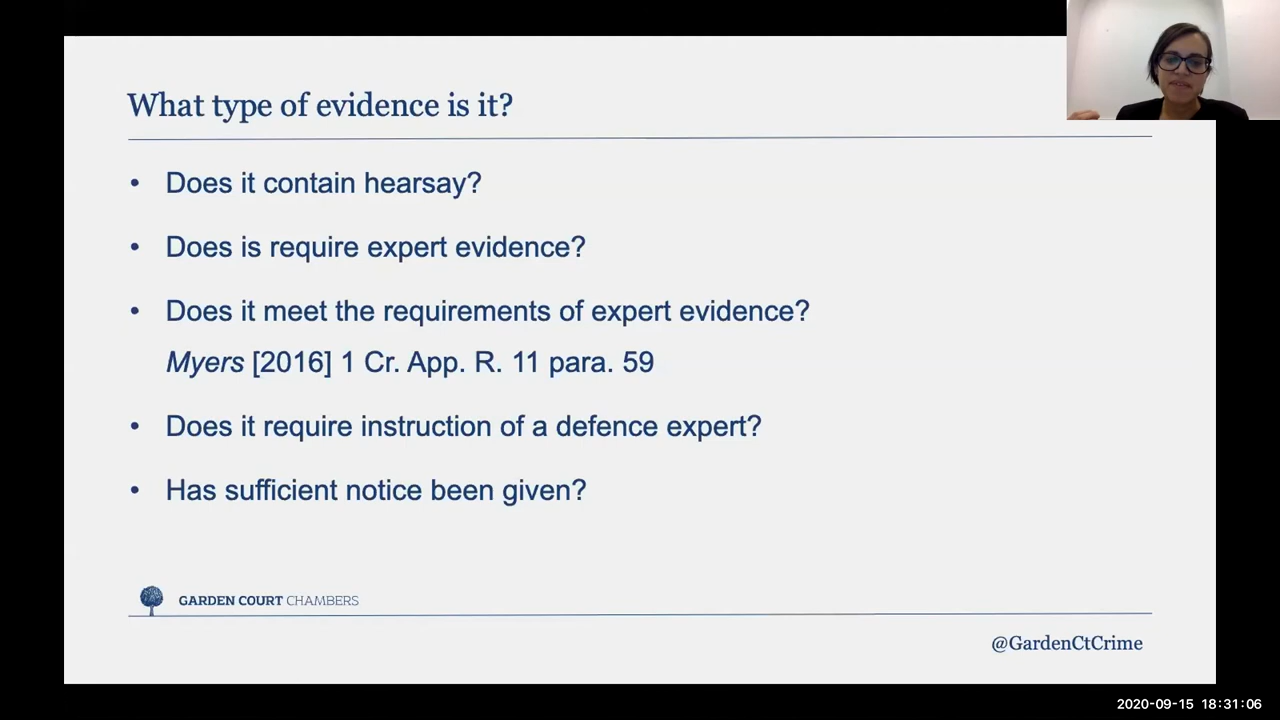 What type of evidence is it?
• Does it contain hearsay?
• Does is require expert evidence?
• Does it meet the requirements of expert evidence?
Myers [2016] 1 Cr. App. R. 11 para. 59
• Does it require instruction of a defence expert?
• Has sufficient notice been given?
GARDEN COURT CHAMBERS
@GardenCtCrime
2020-09-15 18:31:06